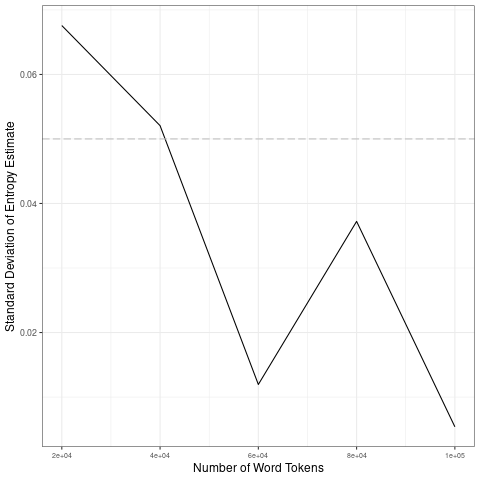 0.06
0.04
0.02
Standard Deviation of Entropy Estimate
2e+04 4e+04 6e+04 8e+04 1e+05
Number of Word Tokens